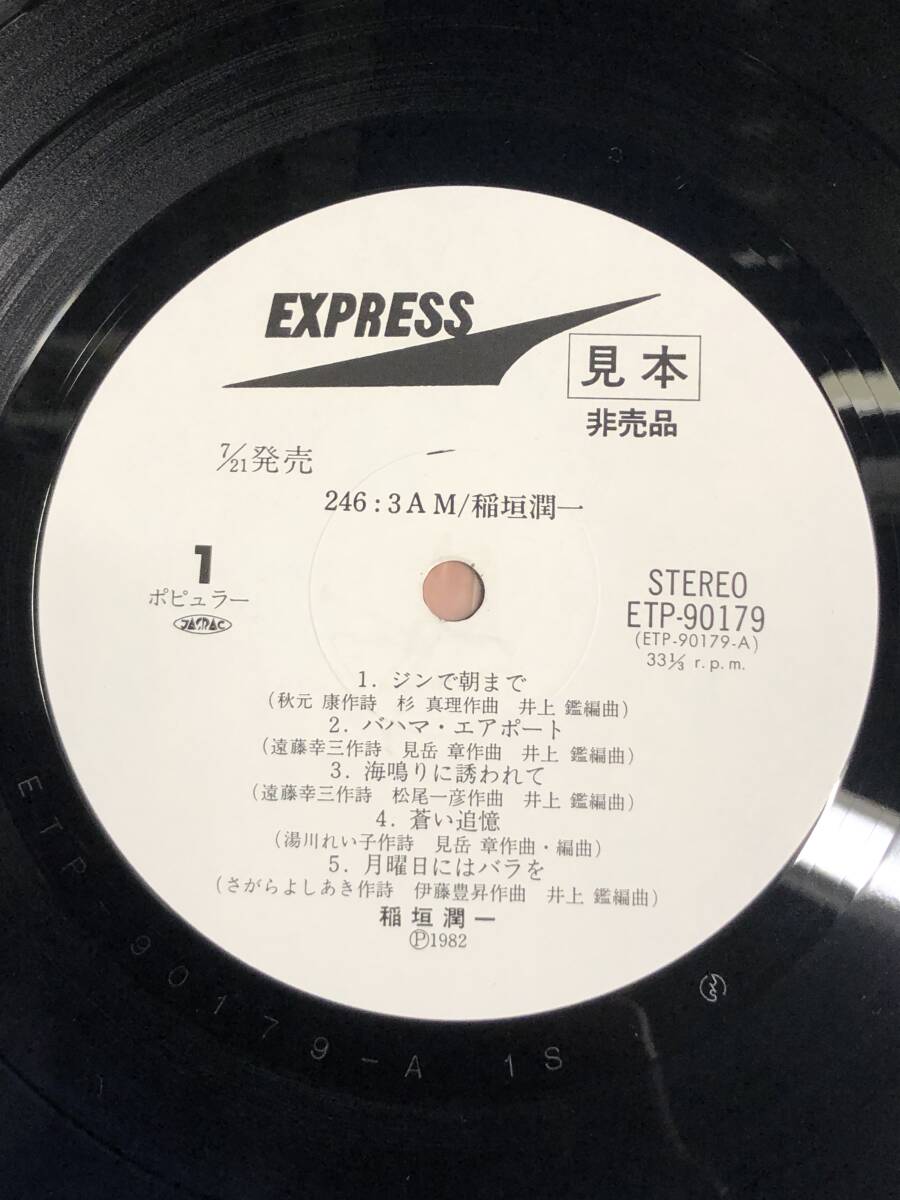 EXPRESS
見本
非売品
7/21発売
246:3AM/稲垣潤一
1
ポピュラー
JASRAC
STEREO
ETP-90179
(ETP-90179-A)
33⅓ r.p.m.
1. ジンで朝まで
(秋元 康作詩 杉 真理作曲 井上 鑑編曲)
2. バハマ・エアポート
(遠藤幸三作詩 見岳 章作曲 井上 鑑編曲)
3. 海鳴りに誘われて
(遠藤幸三作詩 松尾一彦作曲 井上 鑑編曲)
4. 蒼い追憶
(湯川れい子作詩 見岳 章作曲・編曲)
5. 月曜日にはバラを
(さがらよしあき作詩 伊藤豊昇作曲 井上 鑑編曲)
稲垣潤一
Ⓟ1982
ETP 90179-A 1S